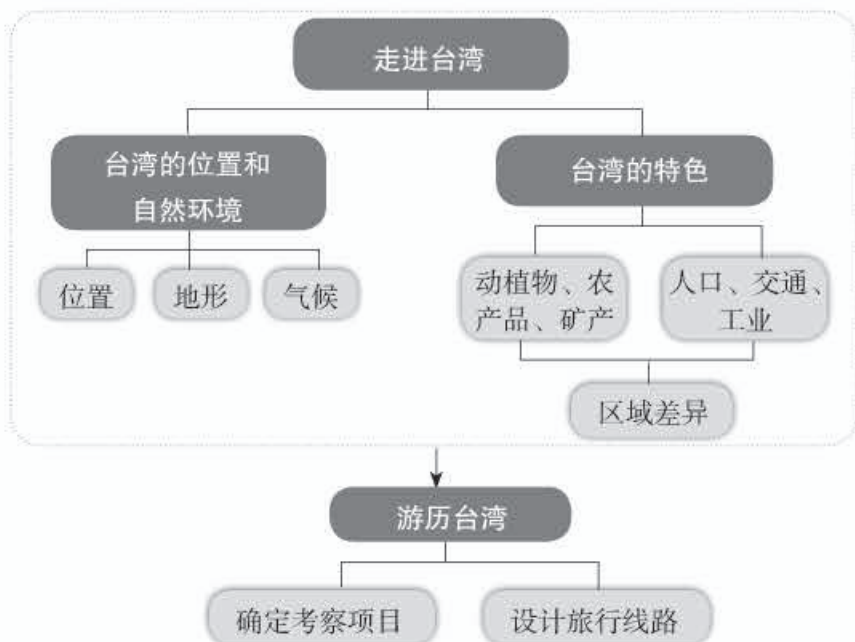 走进台湾
台湾的位置和
自然环境
台湾的特色
位置
地形
气候
动植物、农
产品、矿产
人口、交通、
工业
区域差异
游历台湾
确定考察项目
设计旅行线路